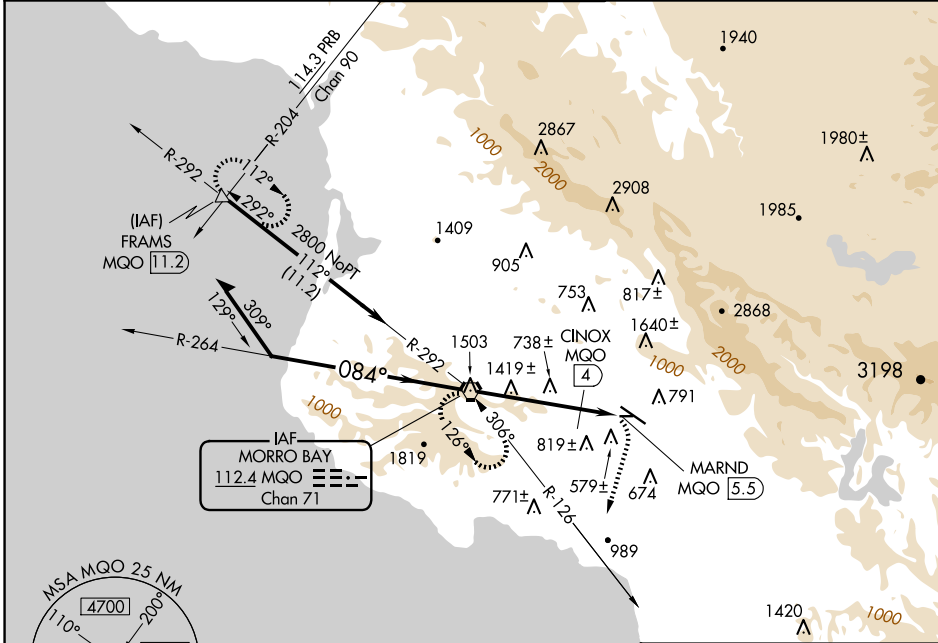 1940
114.3 PRB
Chan 90
R-204
1000
2867
2000
1980±
R-292
112°
2908
292°
1985
(IAF)
FRAMS
MQO 11.2
2800 NoPT
112°
(11.2)
1409
905
753
817±
2868
309°
129°
R-264
R-292
1503
738±
CINOX
MQO
4
1640±
1000
2000
084°
1419±
3198
1000
791
306°
126°
IAF
MORRO BAY
112.4 MQO
Chan 71
1819
819±
579±
674
MARND
MQO 5.5
771±
R-126
989
MSA MQO 25 NM
4700
110°
200°
1420
1000